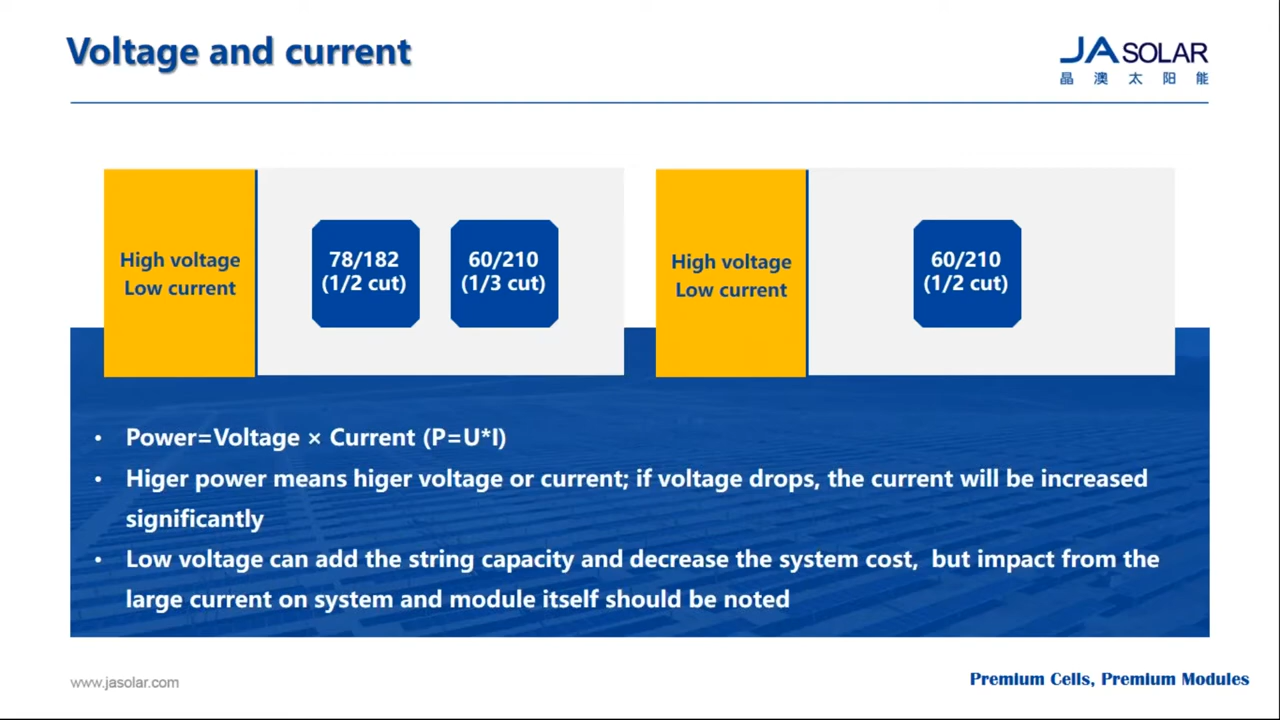 Voltage and current
JA SOLAR
晶澳太阳能
High voltage
Low current
78/182
(1/2 cut)
60/210
(1/3 cut)
High voltage
Low current
60/210
(1/2 cut)
• Power=Voltage × Current (P=U*I)
• Higer power means higer voltage or current; if voltage drops, the current will be increased
significantly
• Low voltage can add the string capacity and decrease the system cost, but impact from the
large current on system and module itself should be noted
www.jasolar.com
Premium Cells, Premium Modules